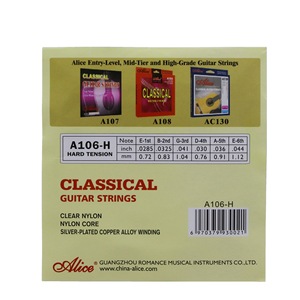 Alice Entry-Level, Mid-Tier and High-Grade Guitar Strings
CLASSICAL
CLASSICAL
A107
A108
AC130
A106-H
HARD TENSION
Note E-1st B-2nd G-3rd D-4th A-5th E-6th
inch .0285 .0325 .041 .030 .036 .044
mm 0.72 0.83 1.04 0.76 0.91 1.12
CLASSICAL
GUITAR STRINGS
CLEAR NYLON
NYLON CORE
SILVER-PLATED COPPER ALLOY WINDING
A106-H
6 970379 930021
Alice
GUANGZHOU ROMANCE MUSICAL INSTRUMENTS CO.,LTD.
www.china-alice.com